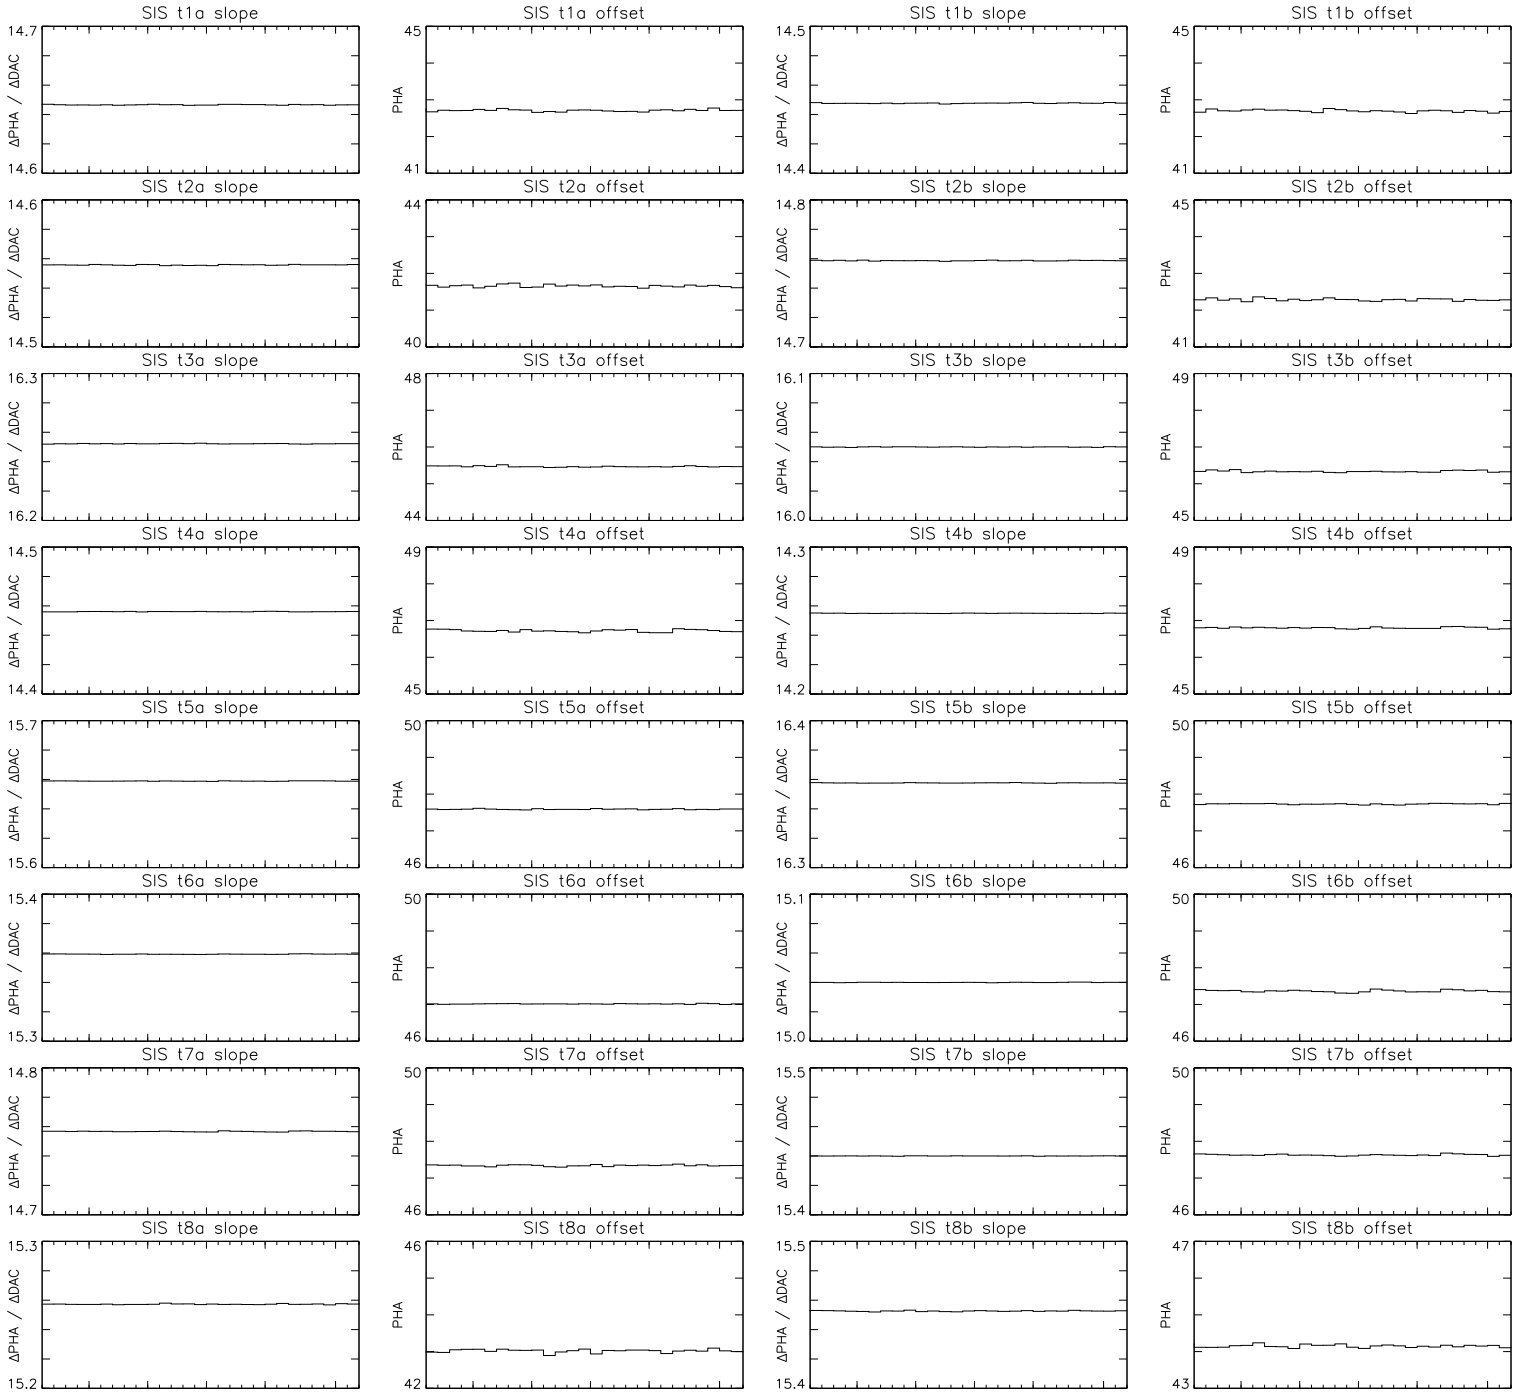 SIS t1a slope
SIS t1a offset
SIS t1b slope
SIS t1b offset
14.7
ΔPHA / ΔDAC
14.6
45
PHA
41
14.5
ΔPHA / ΔDAC
14.4
45
PHA
41
SIS t2a slope
SIS t2a offset
SIS t2b slope
SIS t2b offset
14.6
ΔPHA / ΔDAC
14.5
44
PHA
40
14.8
ΔPHA / ΔDAC
14.7
45
PHA
41
SIS t3a slope
SIS t3a offset
SIS t3b slope
SIS t3b offset
16.3
ΔPHA / ΔDAC
16.2
48
PHA
44
16.1
ΔPHA / ΔDAC
16.0
49
PHA
45
SIS t4a slope
SIS t4a offset
SIS t4b slope
SIS t4b offset
14.5
ΔPHA / ΔDAC
14.4
49
PHA
45
14.3
ΔPHA / ΔDAC
14.2
49
PHA
45
SIS t5a slope
SIS t5a offset
SIS t5b slope
SIS t5b offset
15.7
ΔPHA / ΔDAC
15.6
50
PHA
46
16.4
ΔPHA / ΔDAC
16.3
50
PHA
46
SIS t6a slope
SIS t6a offset
SIS t6b slope
SIS t6b offset
15.4
ΔPHA / ΔDAC
15.3
50
PHA
46
15.1
ΔPHA / ΔDAC
15.0
50
PHA
46
SIS t7a slope
SIS t7a offset
SIS t7b slope
SIS t7b offset
14.8
ΔPHA / ΔDAC
14.7
50
PHA
46
15.5
ΔPHA / ΔDAC
15.4
50
PHA
46
SIS t8a slope
SIS t8a offset
SIS t8b slope
SIS t8b offset
15.3
ΔPHA / ΔDAC
15.2
46
PHA
42
15.5
ΔPHA / ΔDAC
15.4
47
PHA
43